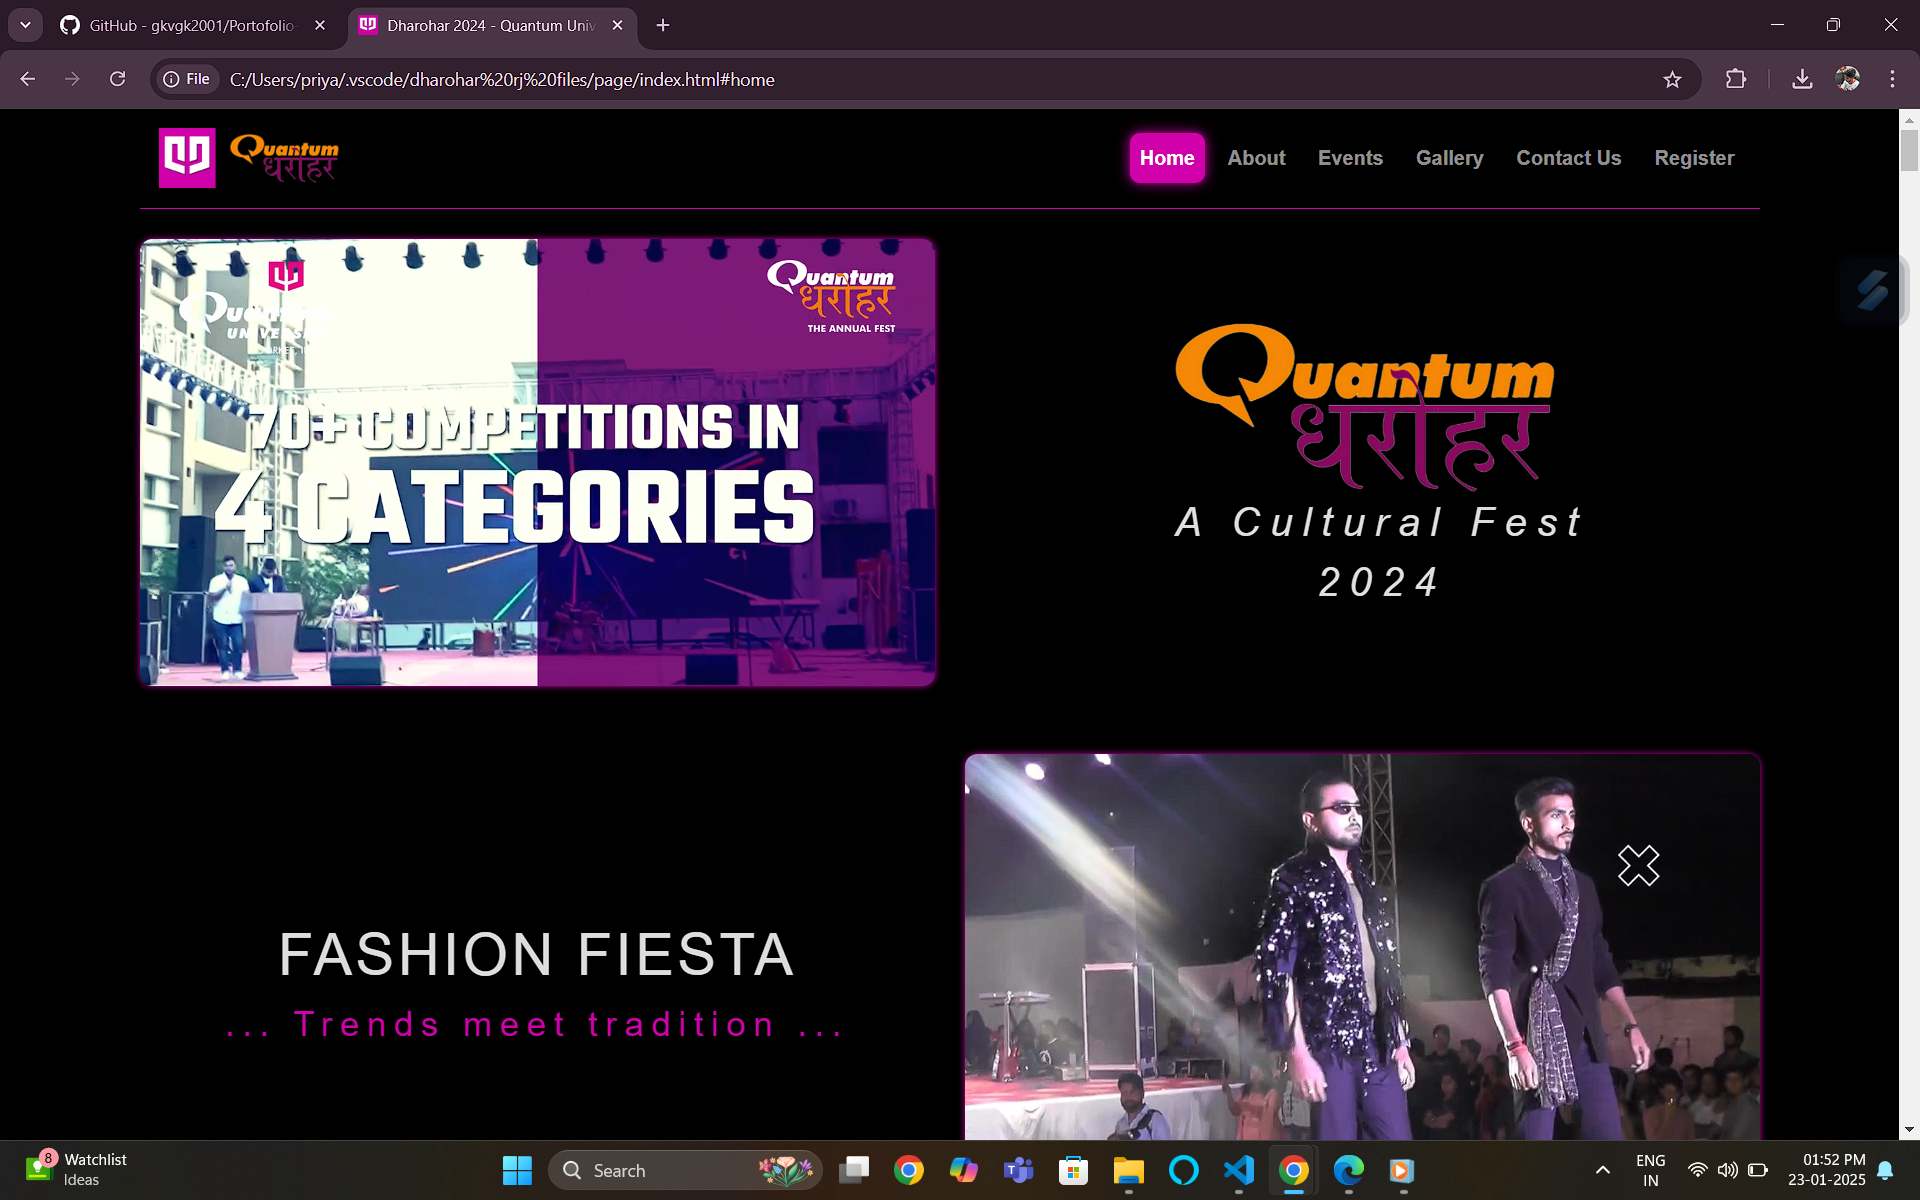 GitHub - gkvgk2001/Portofolio-
Dharohar 2024 - Quantum Univ
File
C:/Users/priya/.vscode/dharohar%20rj%20files/page/index.html#home
Quantum
धरोहर
Home
About
Events
Gallery
Contact Us
Register
Quantum
UNIVERS
Quantum
धरोहर
THE ANNUAL FEST
70+ COMPETITIONS IN
4 CATEGORIES
Quantum
धरोहर
A Cultural Fest
2024
FASHION FIESTA
... Trends meet tradition ...
8
Watchlist
Ideas
Search
ENG
IN
01:52 PM
23-01-2025